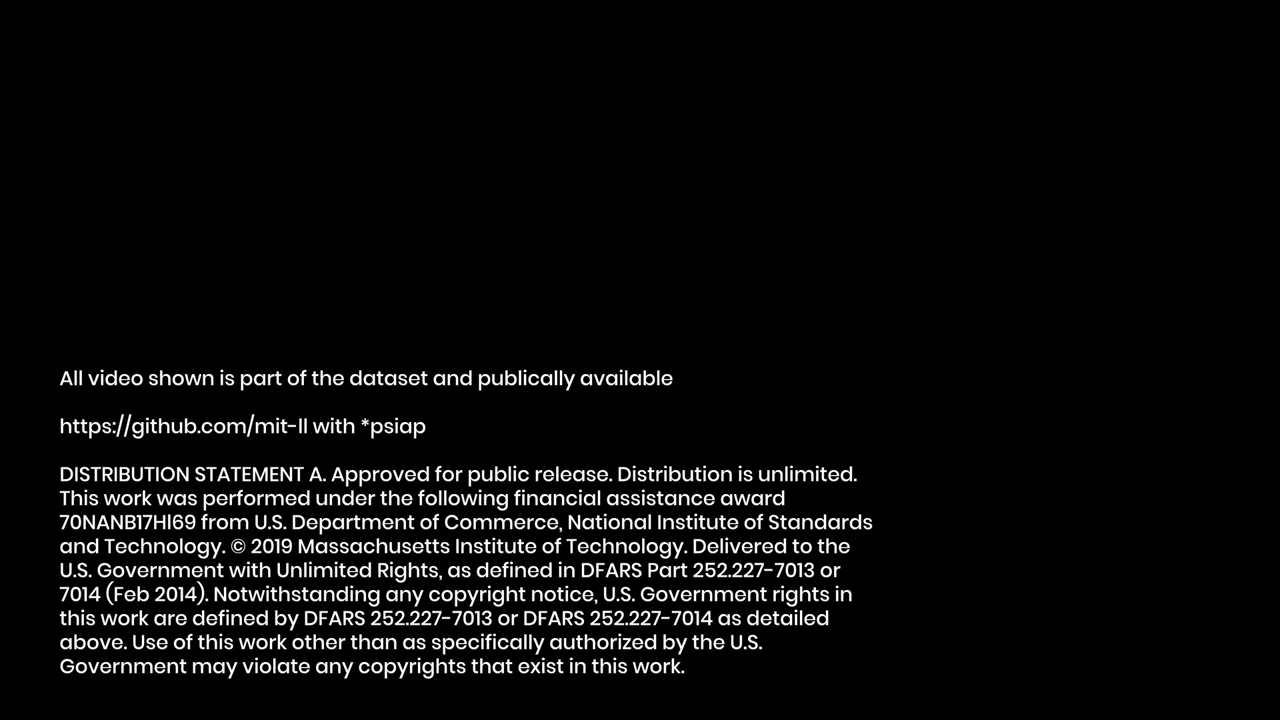 All video shown is part of the dataset and publically available
https://github.com/mit-ll with *psiap
DISTRIBUTION STATEMENT A. Approved for public release. Distribution is unlimited.
This work was performed under the following financial assistance award
70NANB17Hl69 from U.S. Department of Commerce, National Institute of Standards
and Technology. © 2019 Massachusetts Institute of Technology. Delivered to the
U.S. Government with Unlimited Rights, as defined in DFARS Part 252.227-7013 or
7014 (Feb 2014). Notwithstanding any copyright notice, U.S. Government rights in
this work are defined by DFARS 252.227-7013 or DFARS 252.227-7014 as detailed
above. Use of this work other than as specifically authorized by the U.S.
Government may violate any copyrights that exist in this work.